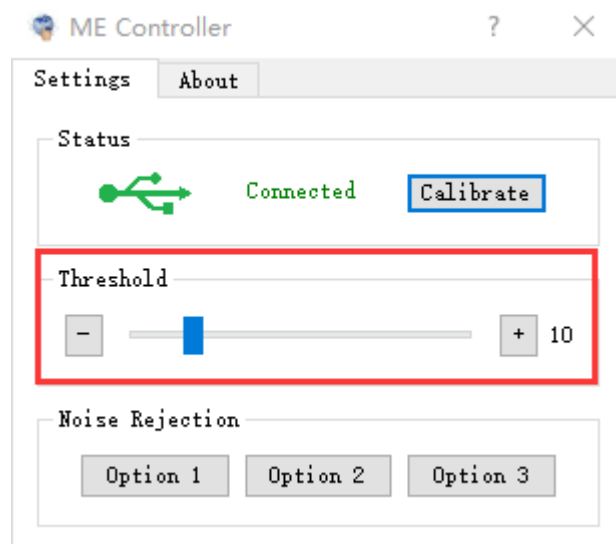 ME Controller ? ×
Settings About
Status
Connected Calibrate
Threshold
- + 10
Noise Rejection
Option 1 Option 2 Option 3